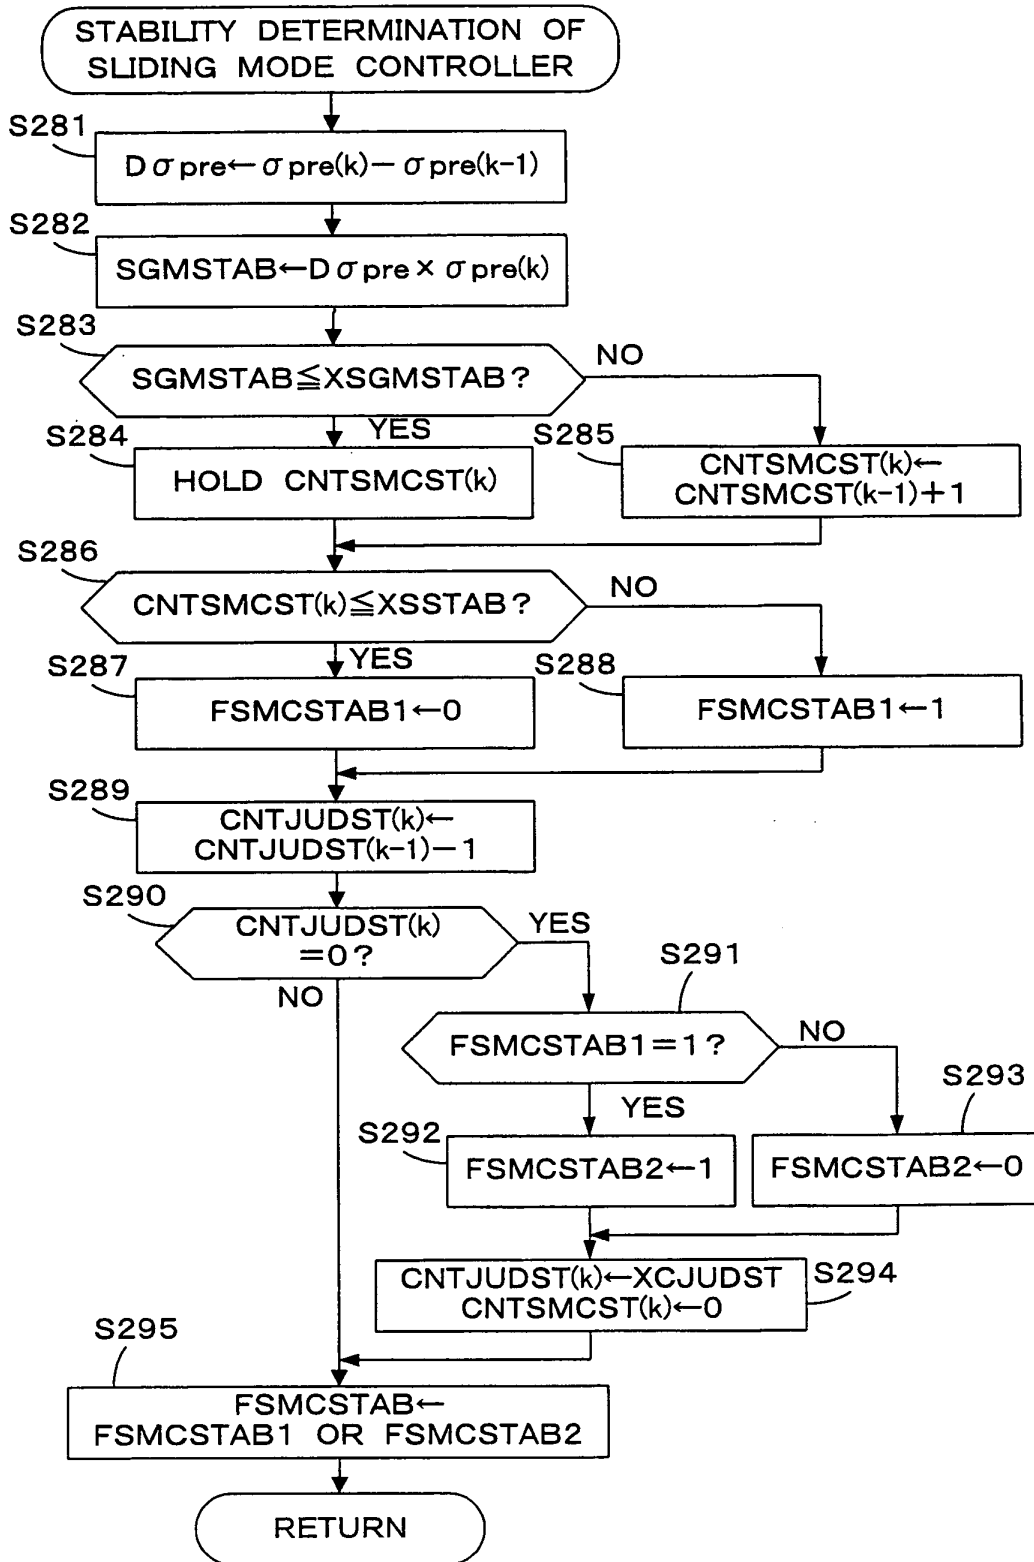 STABILITY DETERMINATION OF
SLIDING MODE CONTROLLER
S281
Dσpre←σpre(k)−σpre(k-1)
S282
SGMSTAB←Dσpre×σpre(k)
S283
SGMSTAB≦XSGMSTAB?
NO
YES
S284
HOLD CNTSMCST(k)
S285
CNTSMCST(k)←
CNTSMCST(k-1)+1
S286
CNTSMCST(k)≦XSSTAB?
NO
YES
S287
FSMCSTAB1←0
S288
FSMCSTAB1←1
S289
CNTJUDST(k)←
CNTJUDST(k-1)−1
S290
CNTJUDST(k)
=0?
YES
NO
S291
FSMCSTAB1=1?
NO
YES
S292
FSMCSTAB2←1
S293
FSMCSTAB2←0
CNTJUDST(k)←XCJUDST
CNTSMCST(k)←0
S294
S295
FSMCSTAB←
FSMCSTAB1 OR FSMCSTAB2
RETURN